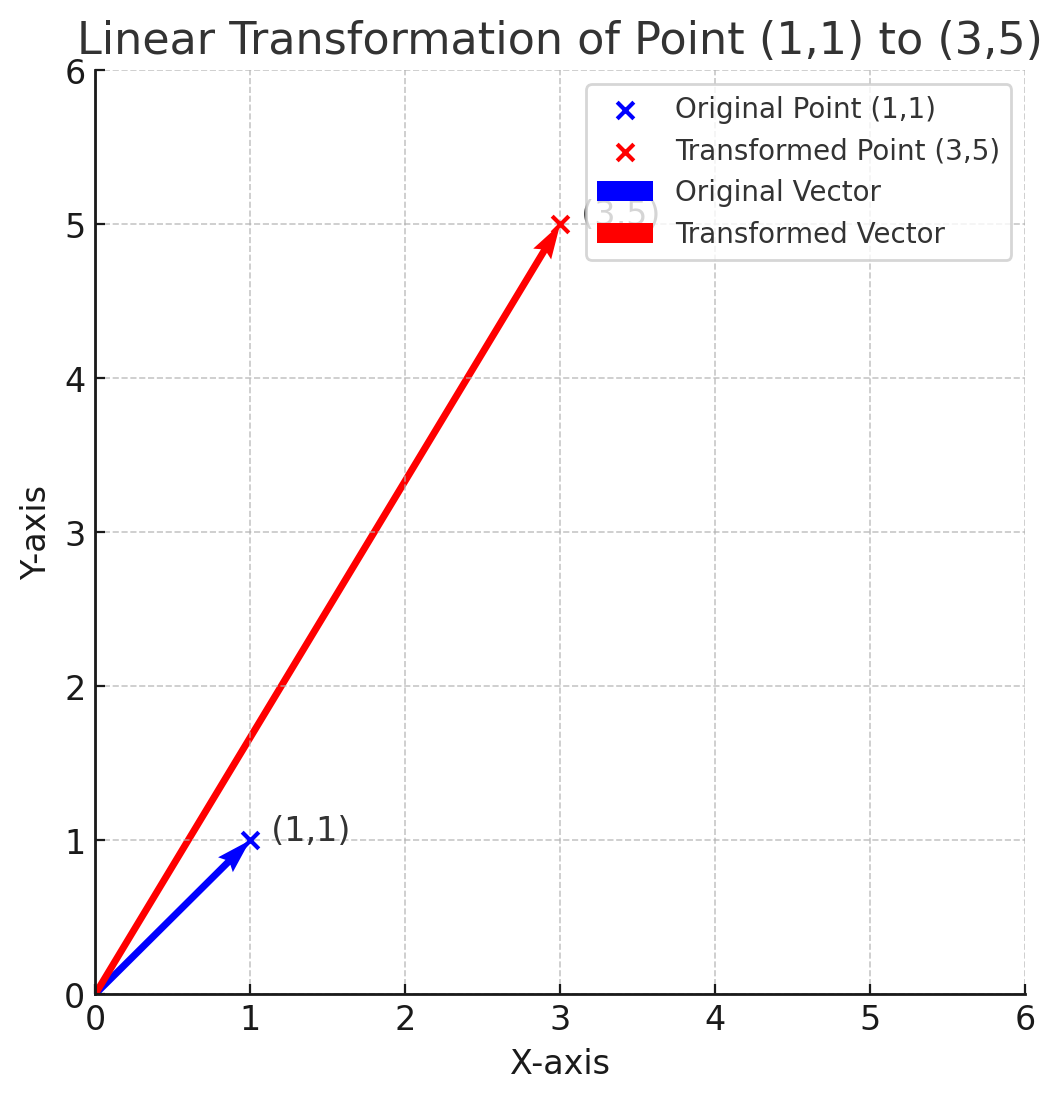 Linear Transformation of Point (1,1) to (3,5)
Original Point (1,1)
Transformed Point (3,5)
Original Vector
Transformed Vector
(3,5)
(1,1)
Y-axis
6
5
4
3
2
1
0
0 1 2 3 4 5 6
X-axis